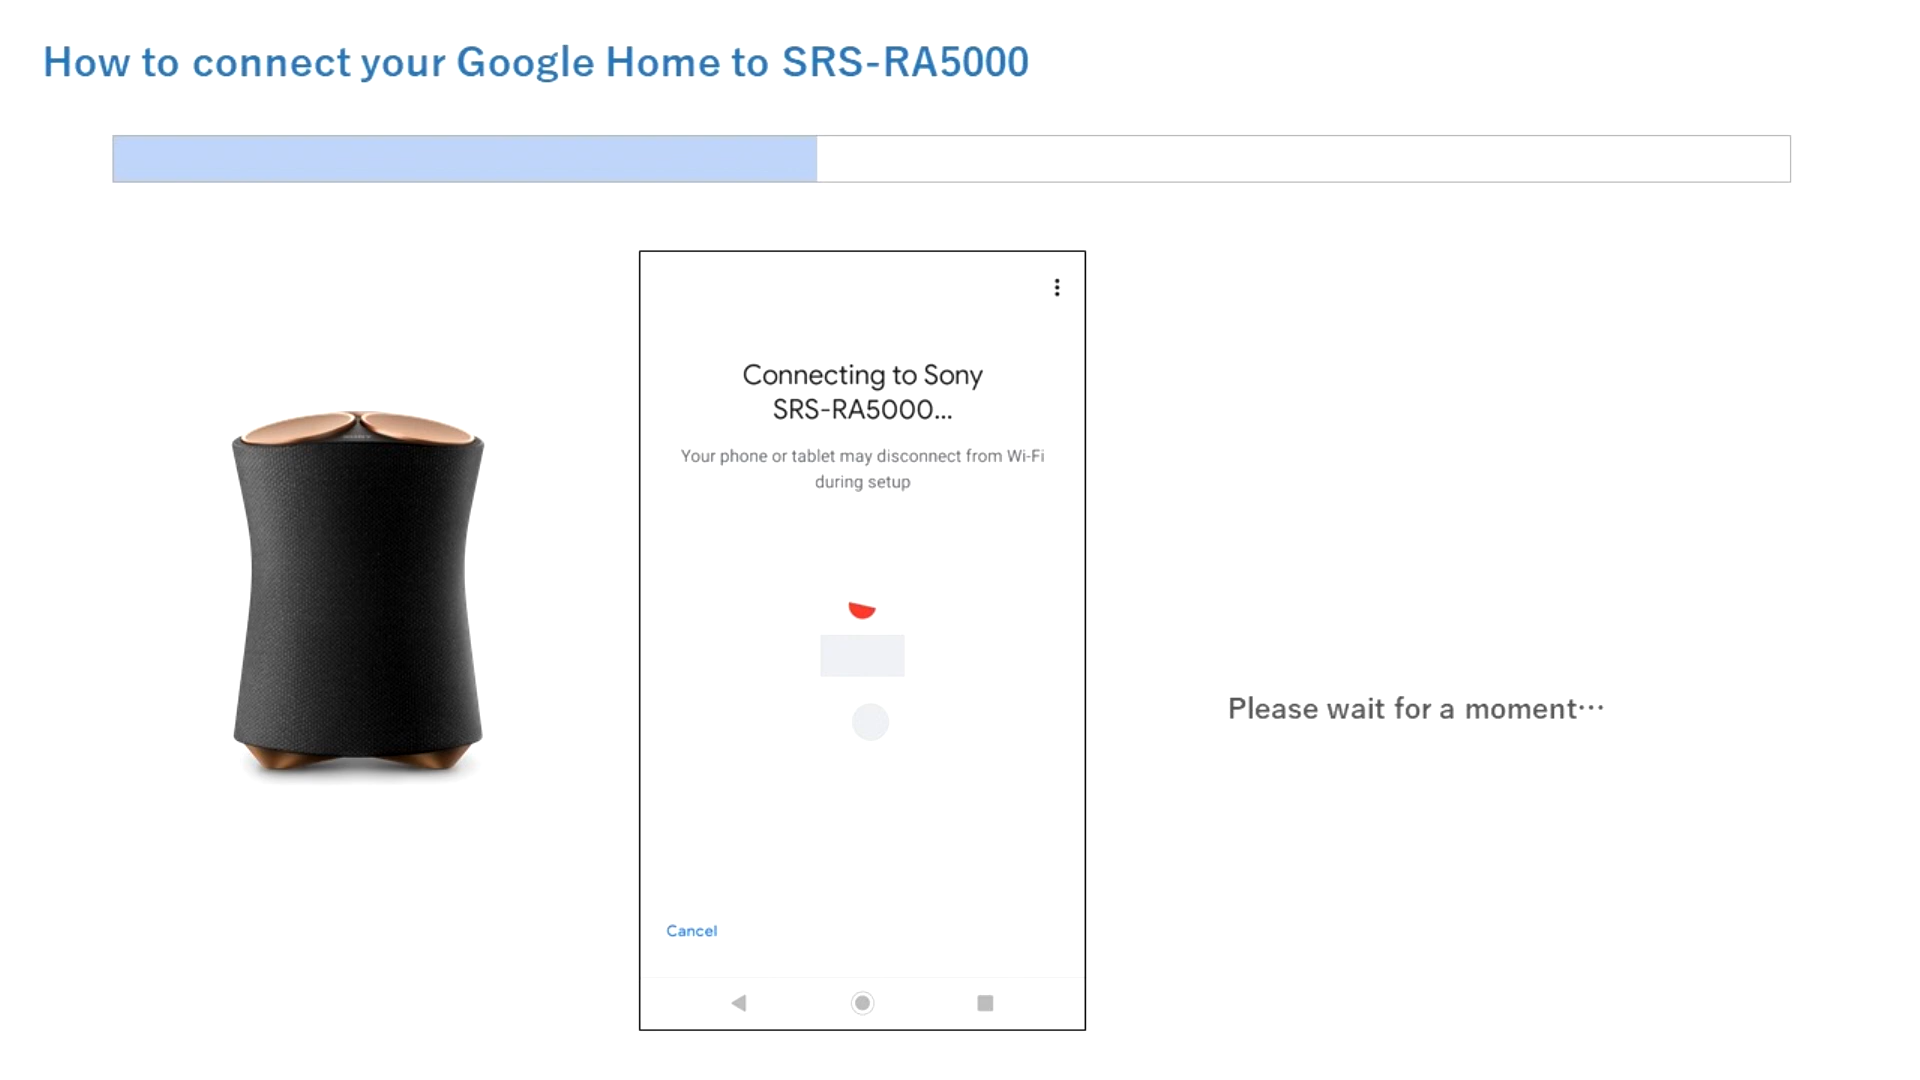 How to connect your Google Home to SRS-RA5000
Connecting to Sony
SRS-RA5000...
Your phone or tablet may disconnect from Wi-Fi
during setup
Please wait for a moment…
Cancel